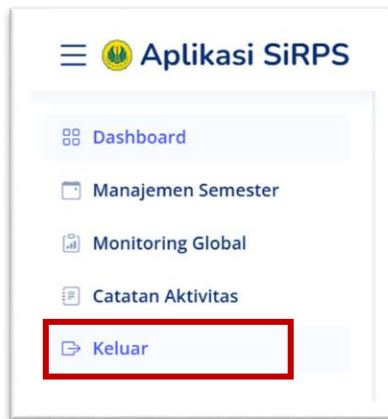 Aplikasi SiRPS
Dashboard
Manajemen Semester
Monitoring Global
Catatan Aktivitas
Keluar